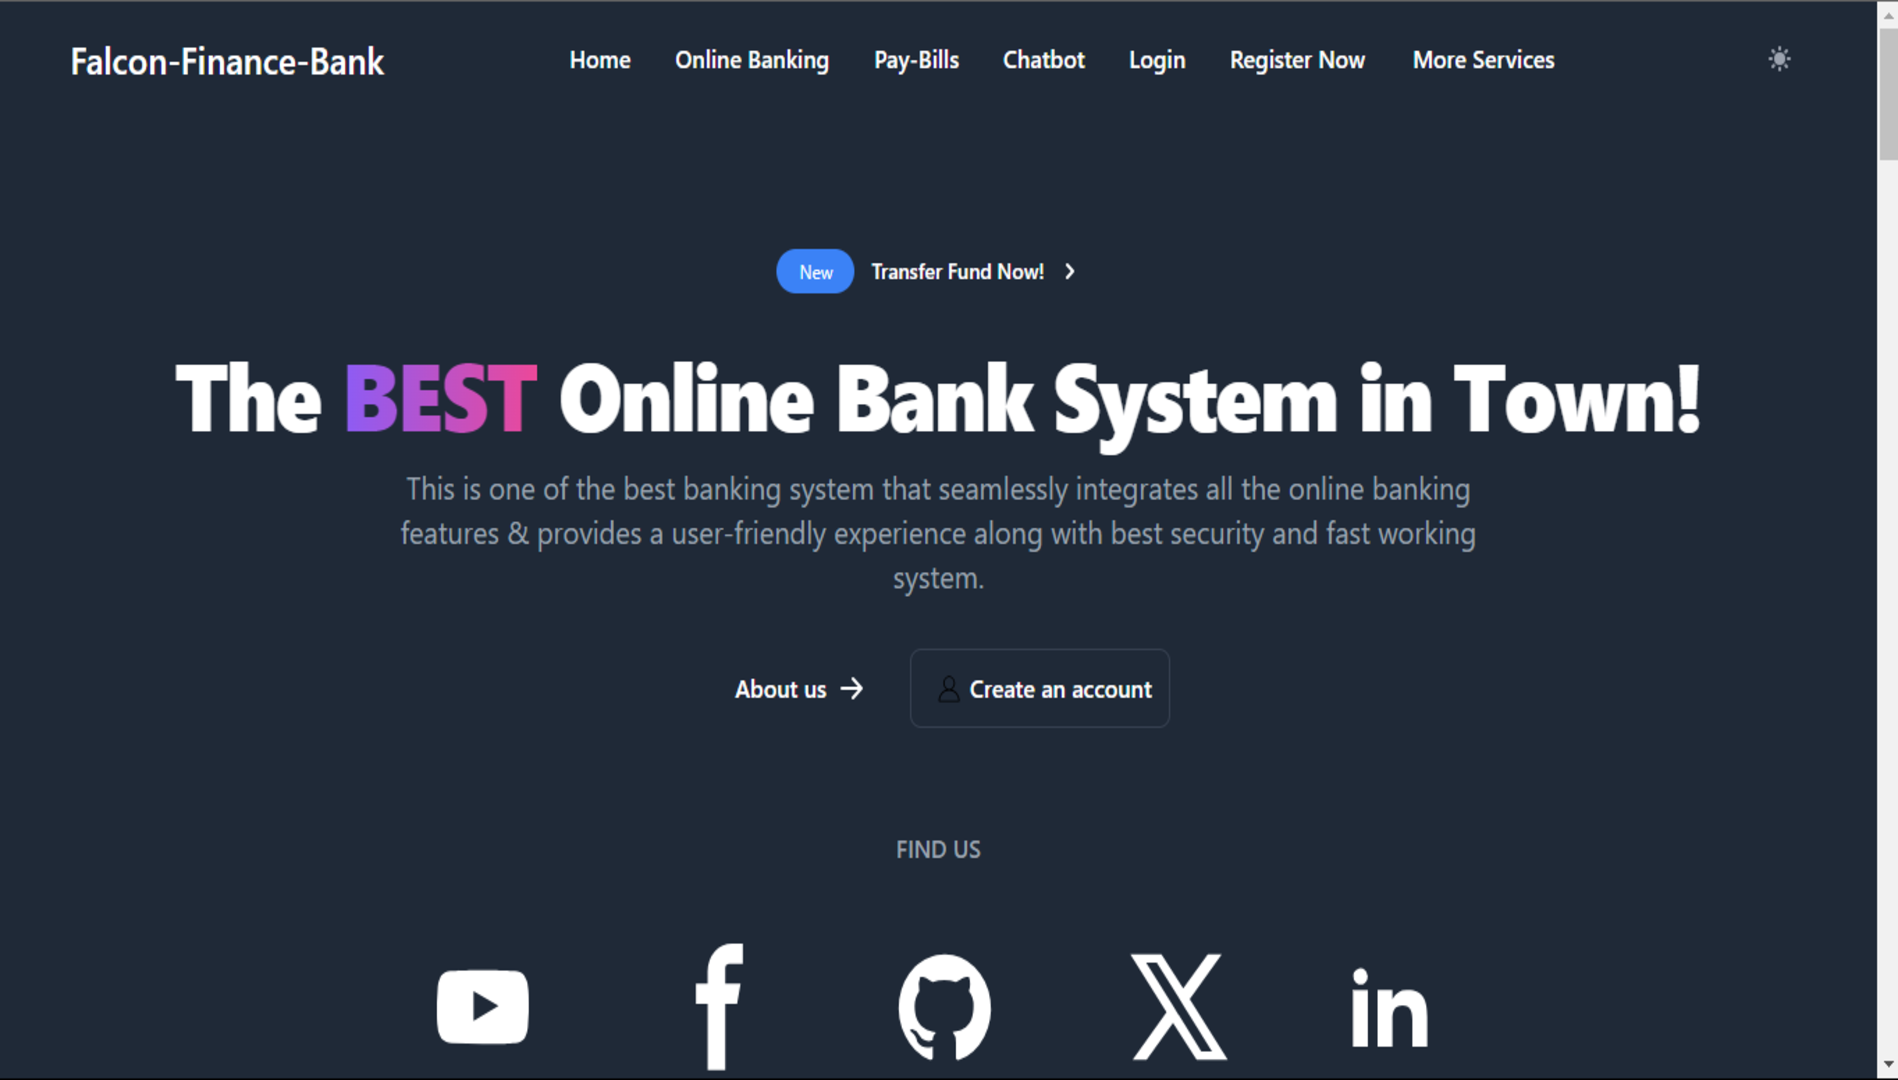 Falcon-Finance-Bank Home Online Banking Pay-Bills Chatbot Login Register Now More Services
New Transfer Fund Now!
The BEST Online Bank System in Town!
This is one of the best banking system that seamlessly integrates all the online banking
features & provides a user-friendly experience along with best security and fast working
system.
About us Create an account
FIND US